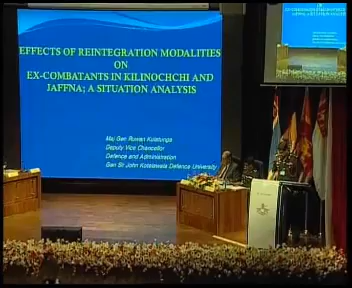 EFFECTS OF REINTEGRATION MODALITIES
ON
EX-COMBATANTS IN KILINOCHCHI AND
JAFFNA; A SITUATION ANALYSIS
Maj Gen Ruwan Kulatunga
Deputy Vice Chancellor
Defence and Administration
Gen Sir John Kotelawala Defence University